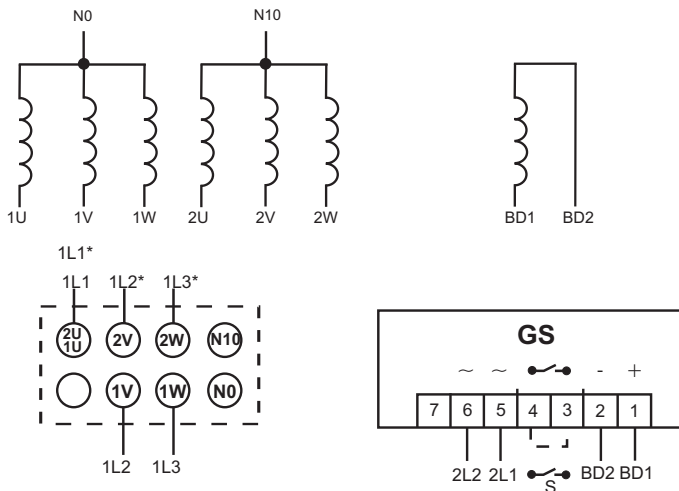 N0 N10
1U 1V 1W 2U 2V 2W BD1 BD2
1L1*
1L1 1L2* 1L3*
2U
1U 2V 2W N10
1V 1W N0
1L2 1L3
GS
~ ~ - +
7 6 5 4 3 2 1
2L2 2L1 S BD2 BD1